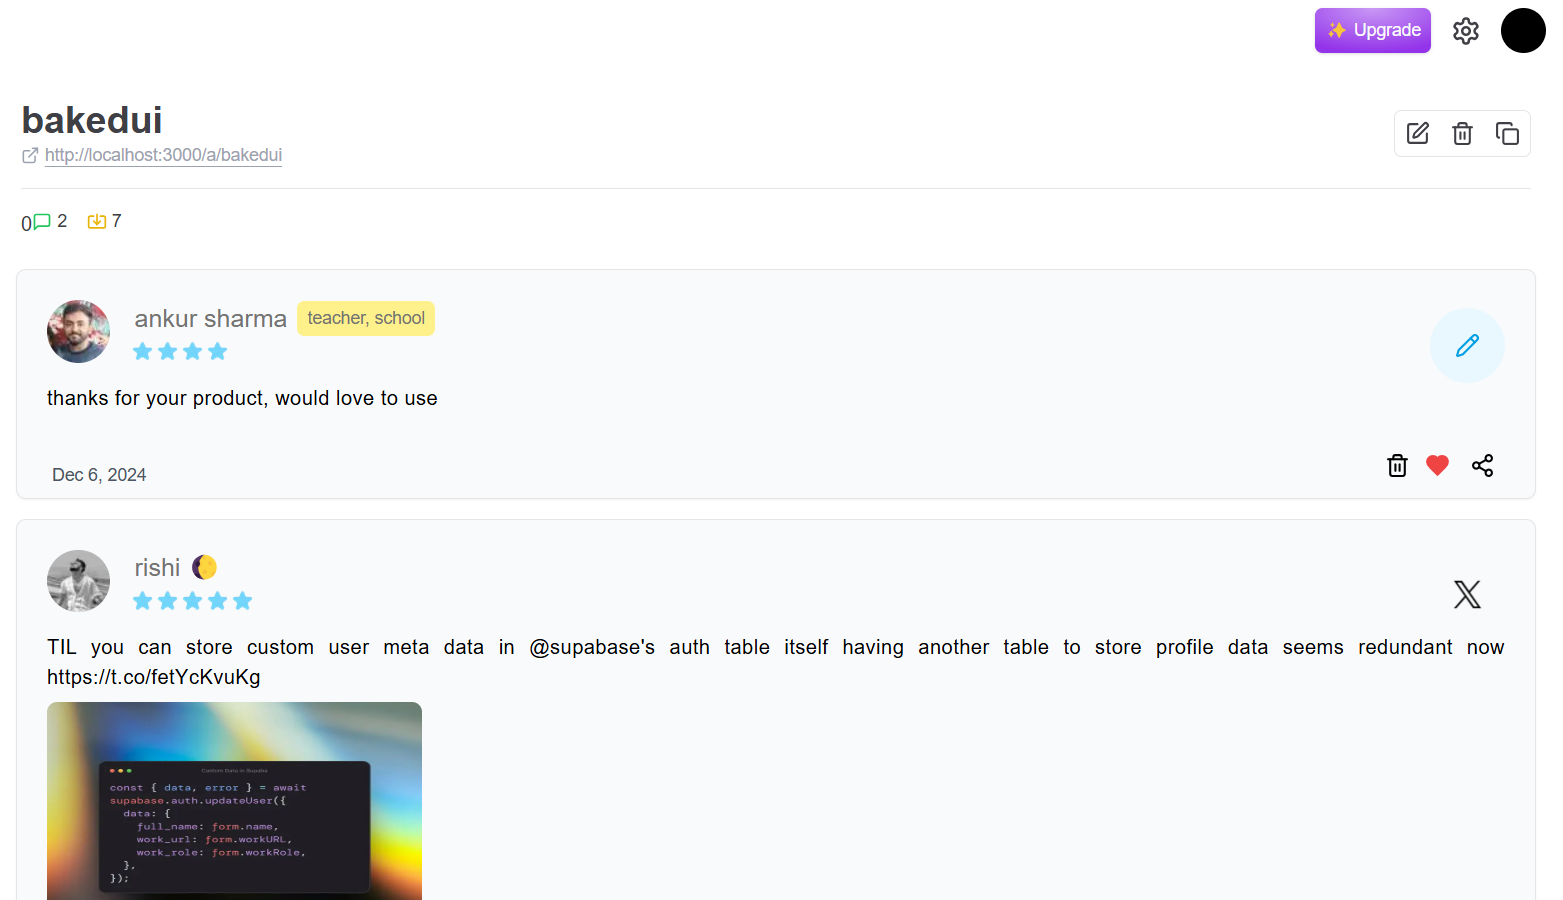 ✨ Upgrade
bakedui
http://localhost:3000/a/bakedui
0 2 7
ankur sharma teacher, school
thanks for your product, would love to use
Dec 6, 2024
rishi
TIL you can store custom user meta data in @supabase's auth table itself having another table to store profile data seems redundant now
https://t.co/fetYcKvuKg
Custom Data in Supaba
const { data, error } = await
supabase.auth.updateUser({
data: {
full_name: form.name,
work_url: form.workURL,
work_role: form.workRole,
},
});